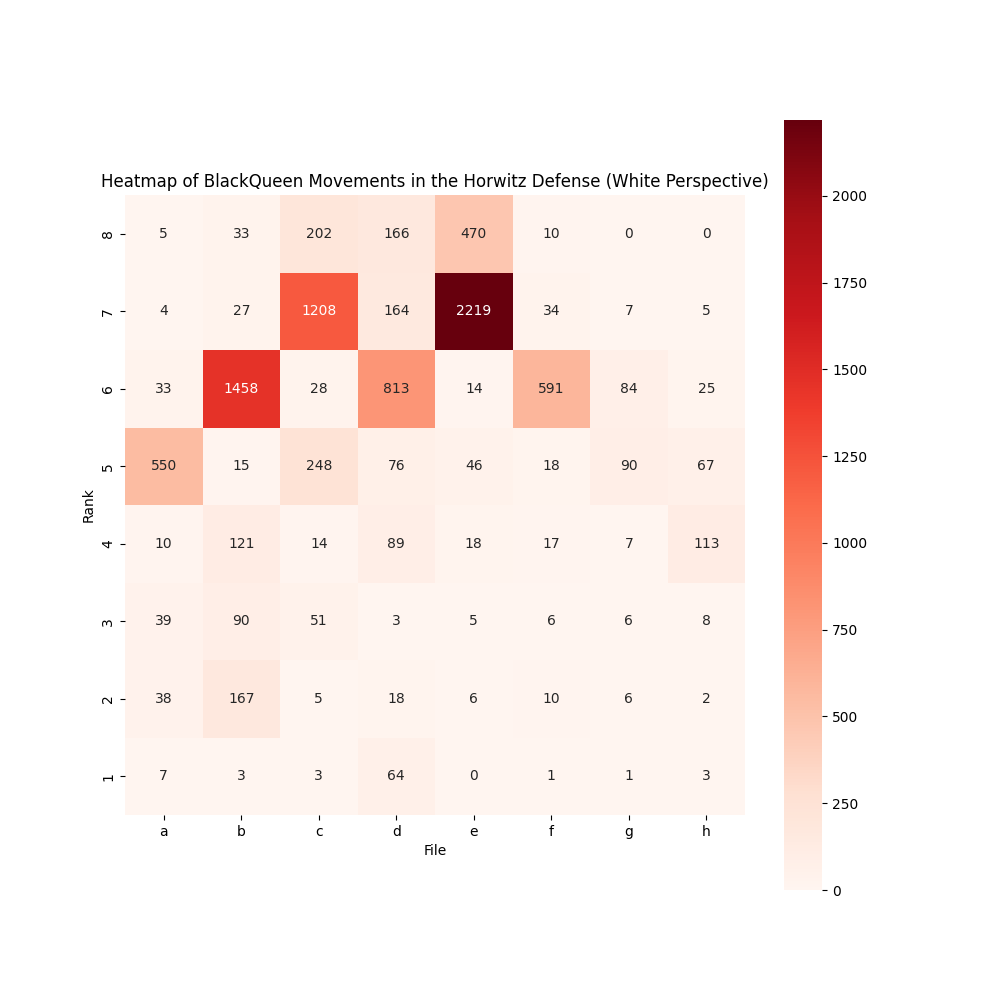 Heatmap of BlackQueen Movements in the Horwitz Defense (White Perspective)
8 5 33 202 166 470 10 0 0
7 4 27 1208 164 2219 34 7 5
6 33 1458 28 813 14 591 84 25
5 550 15 248 76 46 18 90 67
4 10 121 14 89 18 17 7 113
3 39 90 51 3 5 6 6 8
2 38 167 5 18 6 10 6 2
1 7 3 3 64 0 1 1 3
Rank
a b c d e f g h
File
2000
1750
1500
1250
1000
750
500
250
0